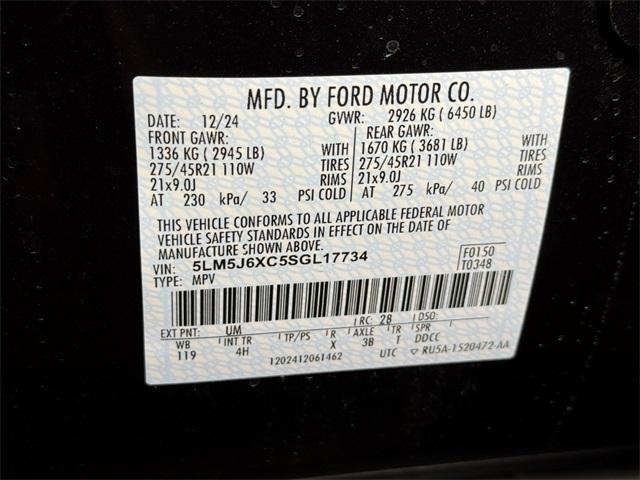 MFD. BY FORD MOTOR CO.
DATE: 12/24 GVWR: 2926 KG ( 6450 LB)
FRONT GAWR: REAR GAWR:
1336 KG ( 2945 LB) WITH 1670 KG ( 3681 LB) WITH
275/45R21 110W TIRES 275/45R21 110W TIRES
21x9.0J RIMS 21x9.0J RIMS
AT 230 kPa/ 33 PSI COLD AT 275 kPa/ 40 PSI COLD
THIS VEHICLE CONFORMS TO ALL APPLICABLE FEDERAL MOTOR
VEHICLE SAFETY STANDARDS IN EFFECT ON THE DATE OF
MANUFACTURE SHOWN ABOVE.
VIN: 5LM5J6XC5SGL17734 F0150
TYPE: MPV T0348
EXT PNT: UM RC: 28 DSO:
WB INT TR TP/PS R AXLE TR SPR
119 4H X 3B T DDCC
1202412061462 UTC ▽ RU5A-1520472-AA